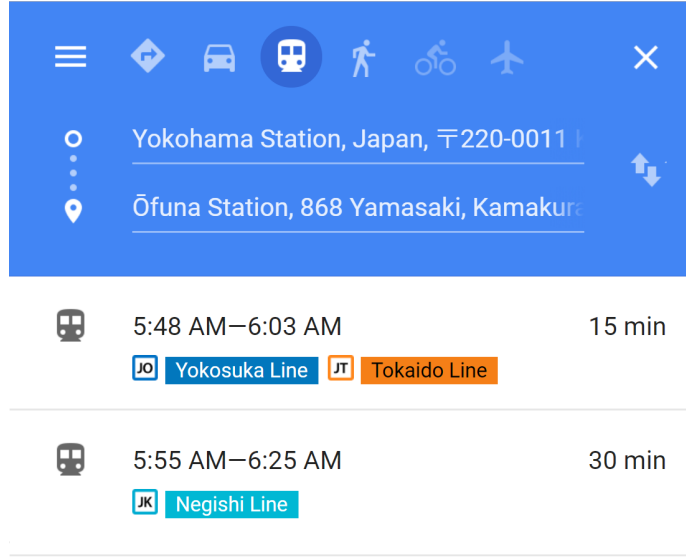 Yokohama Station, Japan, 〒220-0011
Ōfuna Station, 868 Yamasaki, Kamakura
5:48 AM—6:03 AM 15 min
JO Yokosuka Line JT Tokaido Line
5:55 AM—6:25 AM 30 min
JK Negishi Line